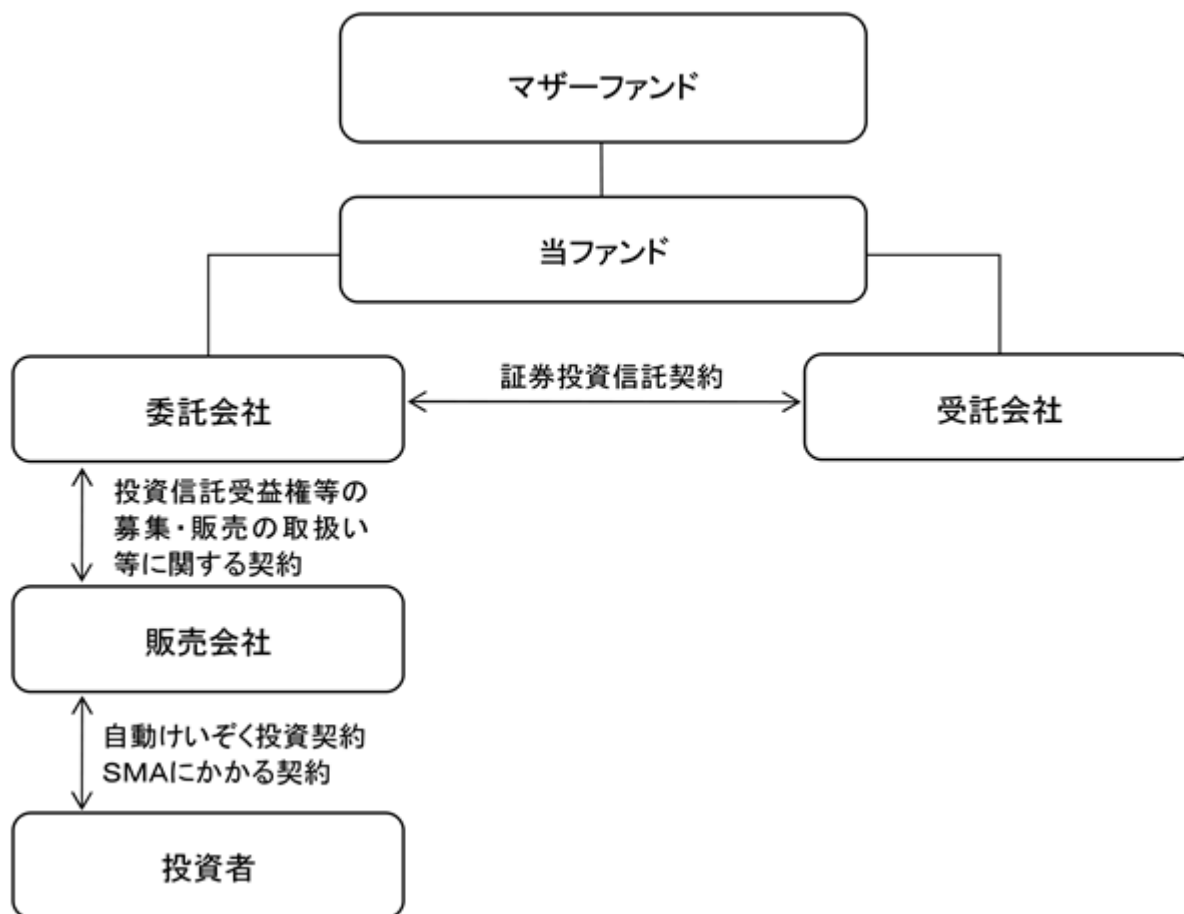 マザーファンド
当ファンド
証券投資信託契約
委託会社
受託会社
投資信託受益権等の
募集・販売の取扱い
等に関する契約
販売会社
自動けいぞく投資契約
SMAにかかる契約
投資者